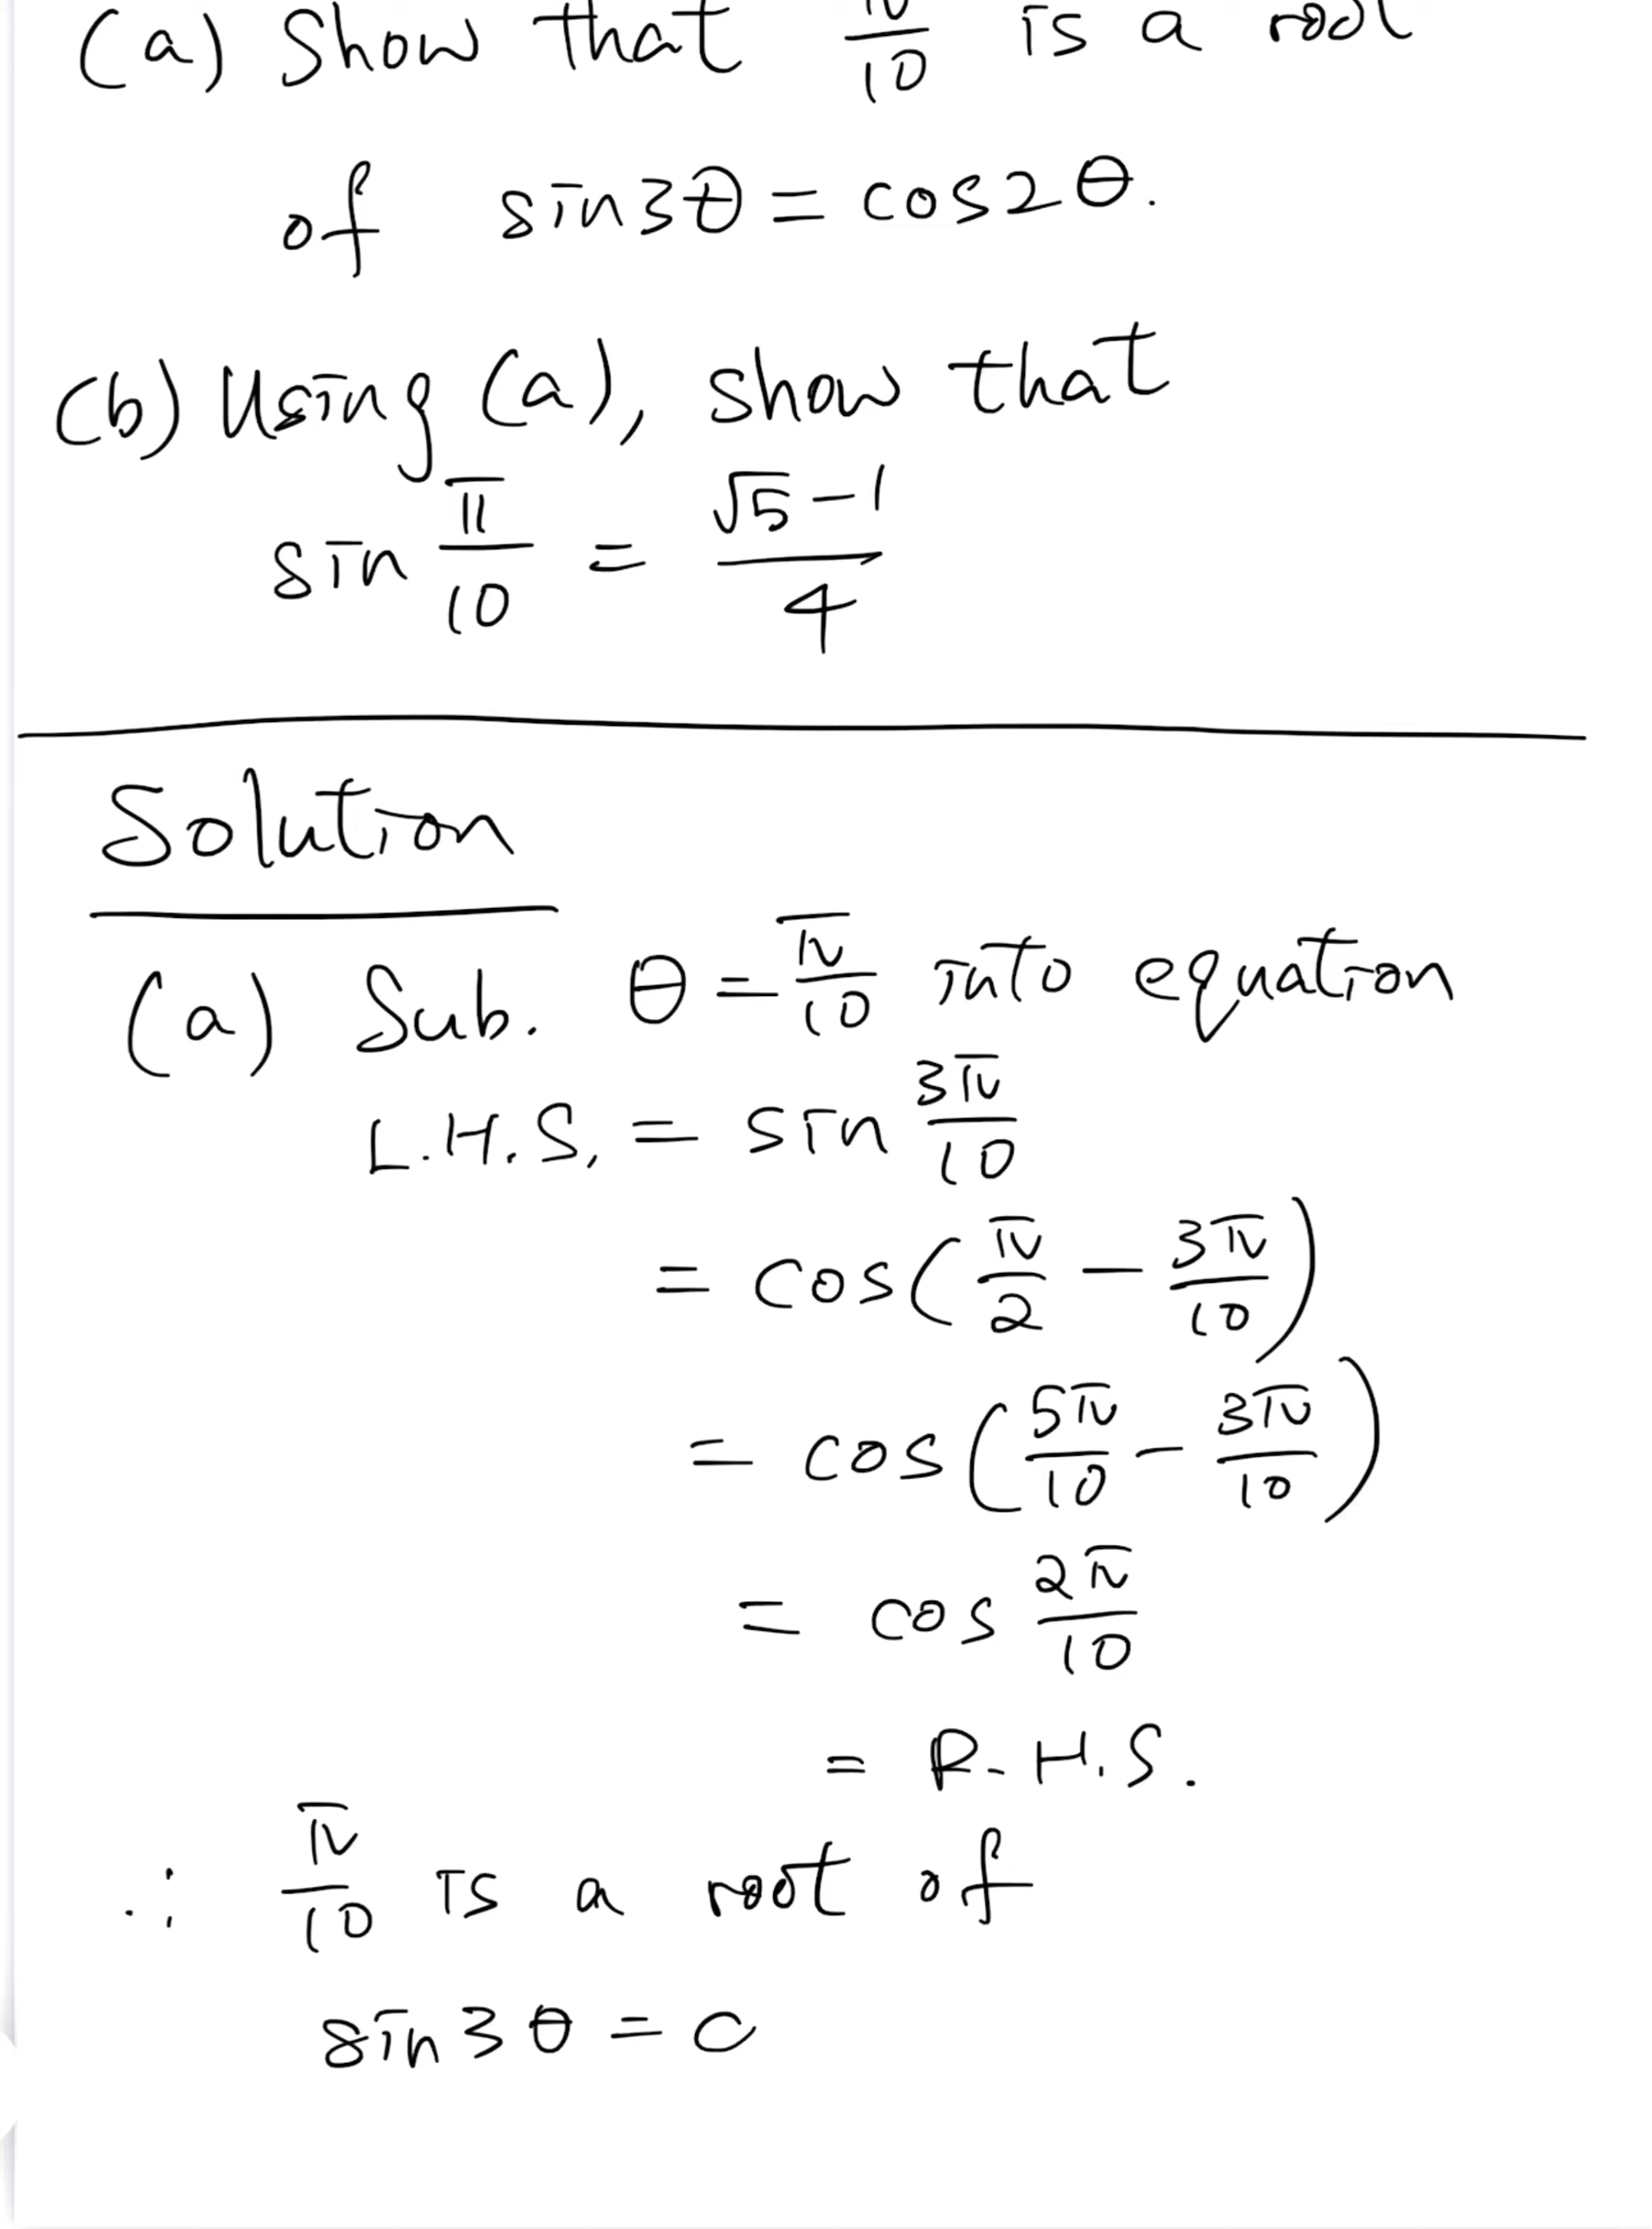 (a) Show that π/10 is a root
of sin3θ = cos2θ.
(b) Using (a), show that
sin π/10 = (√5-1)/4
Solution
(a) Sub. θ = π/10 into equation
L.H.S. = sin 3π/10
= cos(π/2 - 3π/10)
= cos(5π/10 - 3π/10)
= cos 2π/10
= R.H.S.
∴ π/10 is a root of
sin3θ = c